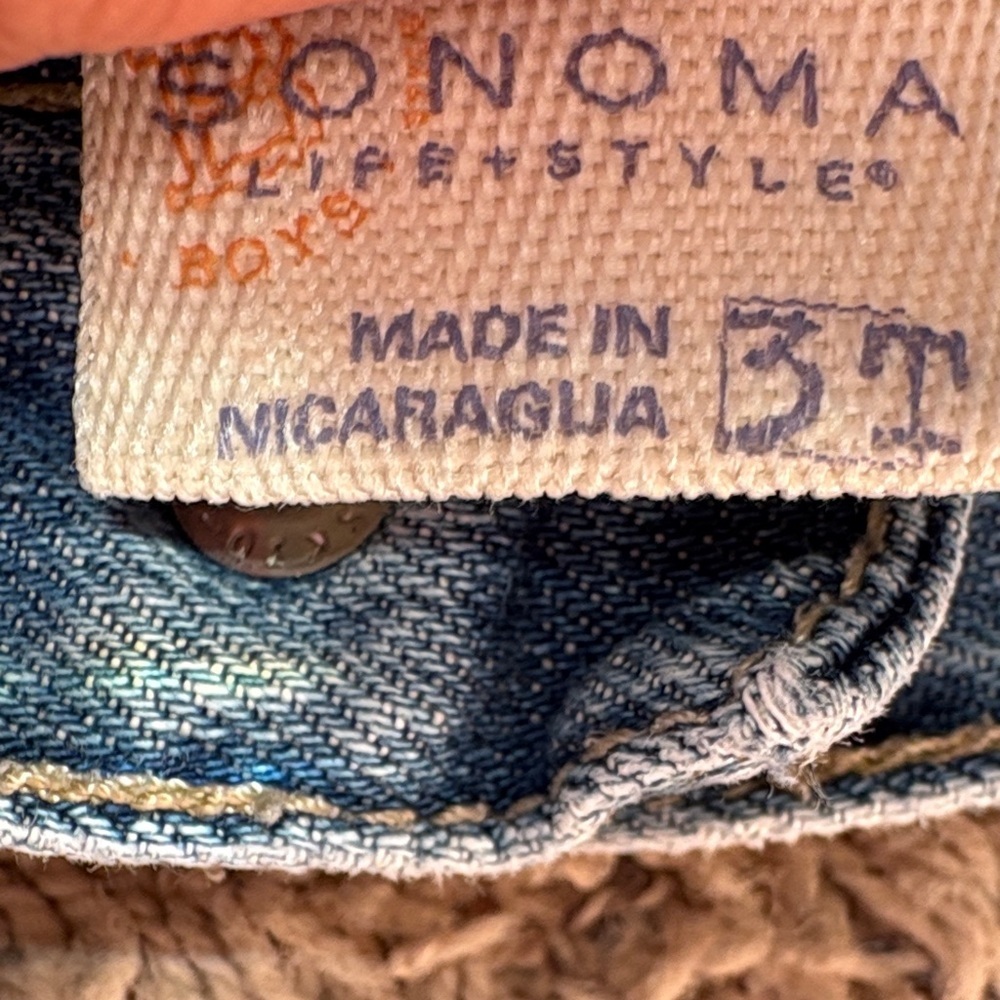 SONOMA
LIFE+STYLE®
BOYS
MADE IN
NICARAGUA
3T